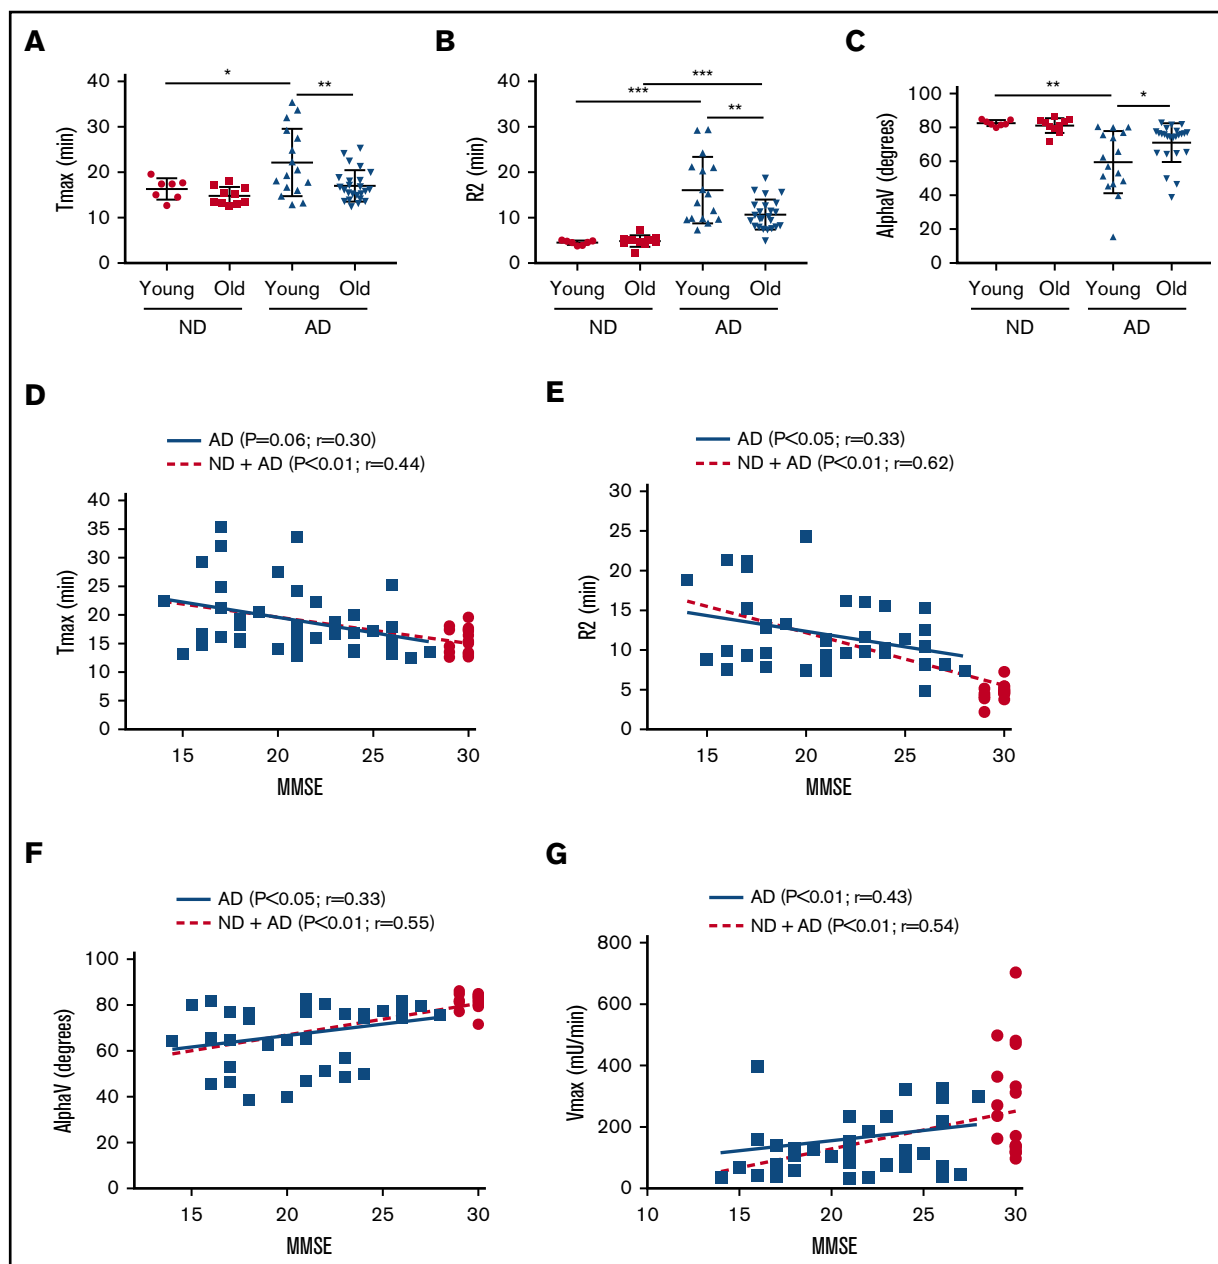 A
B
C
Tmax (min)
40
30
20
10
0
*
**
Young Old Young Old
ND AD
R2 (min)
40
30
20
10
0
***
***
**
Young Old Young Old
ND AD
AlphaV (degrees)
100
80
60
40
20
0
**
*
Young Old Young Old
ND AD
D
AD (P=0.06; r=0.30)
ND + AD (P<0.01; r=0.44)
Tmax (min)
40
35
30
25
20
15
10
5
0
15 20 25 30
MMSE
E
AD (P<0.05; r=0.33)
ND + AD (P<0.01; r=0.62)
R2 (min)
30
25
20
15
10
5
0
15 20 25 30
MMSE
F
AD (P<0.05; r=0.33)
ND + AD (P<0.01; r=0.55)
AlphaV (degrees)
100
80
60
40
20
0
15 20 25 30
MMSE
G
AD (P<0.01; r=0.43)
ND + AD (P<0.01; r=0.54)
Vmax (mU/min)
800
600
400
200
0
10 15 20 25 30
MMSE